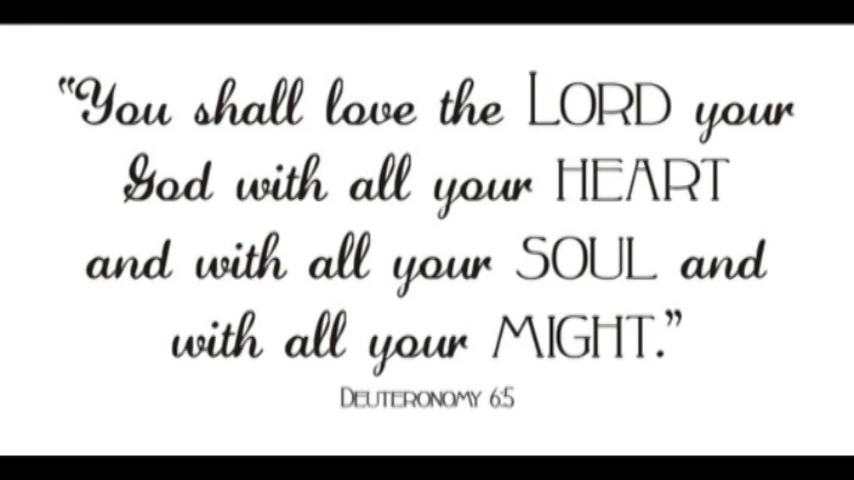 “You shall love the LORD your
God with all your HEART
and with all your SOUL and
with all your MIGHT.”
DEUTERONOMY 6:5